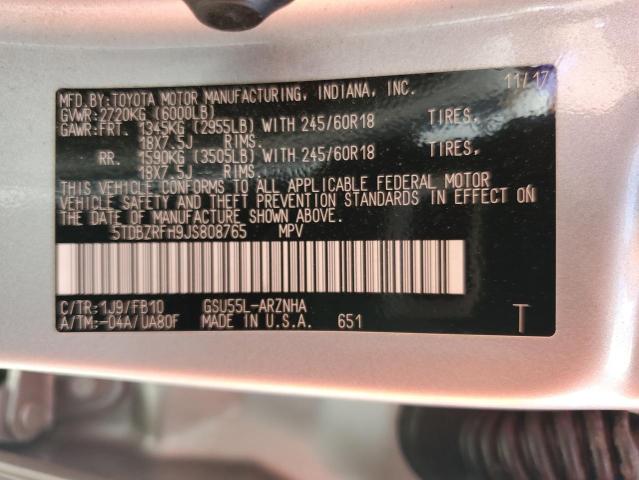 MFD.BY:TOYOTA MOTOR MANUFACTURING, INDIANA, INC. 11/17
GVWR:2720KG (6000LB)
GAWR:FRT. 1345KG (2955LB) WITH 245/60R18 TIRES.
18X7.5J RIMS.
RR. 1590KG (3505LB) WITH 245/60R18 TIRES.
18X7.5J RIMS.
THIS VEHICLE CONFORMS TO ALL APPLICABLE FEDERAL MOTOR
VEHICLE SAFETY AND THEFT PREVENTION STANDARDS IN EFFECT ON
THE DATE OF MANUFACTURE SHOWN ABOVE.
5TDBZRFH9JS808765 MPV
C/TR:1J9/FB10 GSU55L-ARZNHA
A/TM:-04A/UA80F MADE IN U.S.A. 651 T